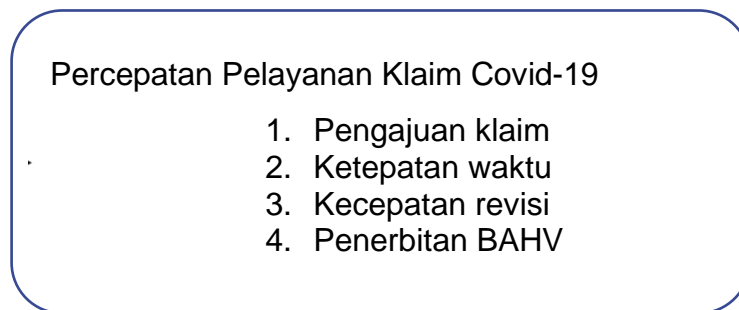 Percepatan Pelayanan Klaim Covid-19
1. Pengajuan klaim
2. Ketepatan waktu
3. Kecepatan revisi
4. Penerbitan BAHV